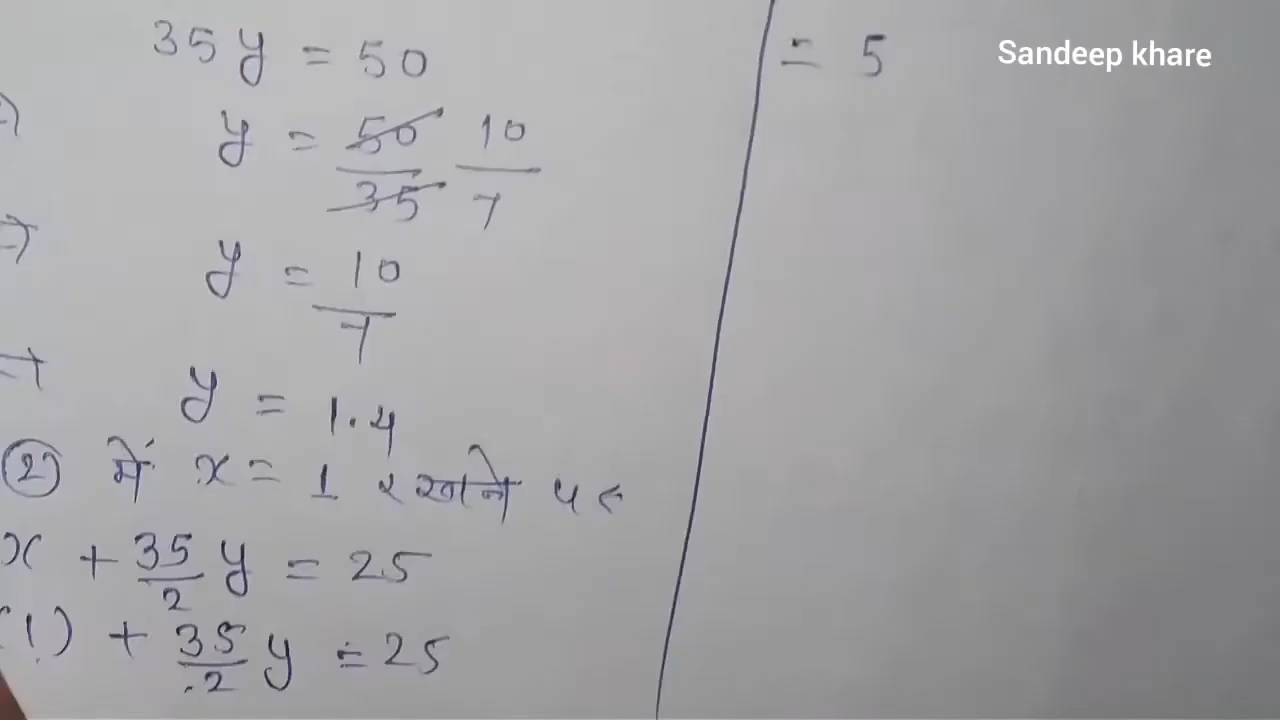 35y = 50
y = 50/35 10/7
y = 10/7
y = 1.4
② में x = 1 रखने पर
x + 35/2 y = 25
(1) + 35/2 y = 25
= 5
Sandeep khare